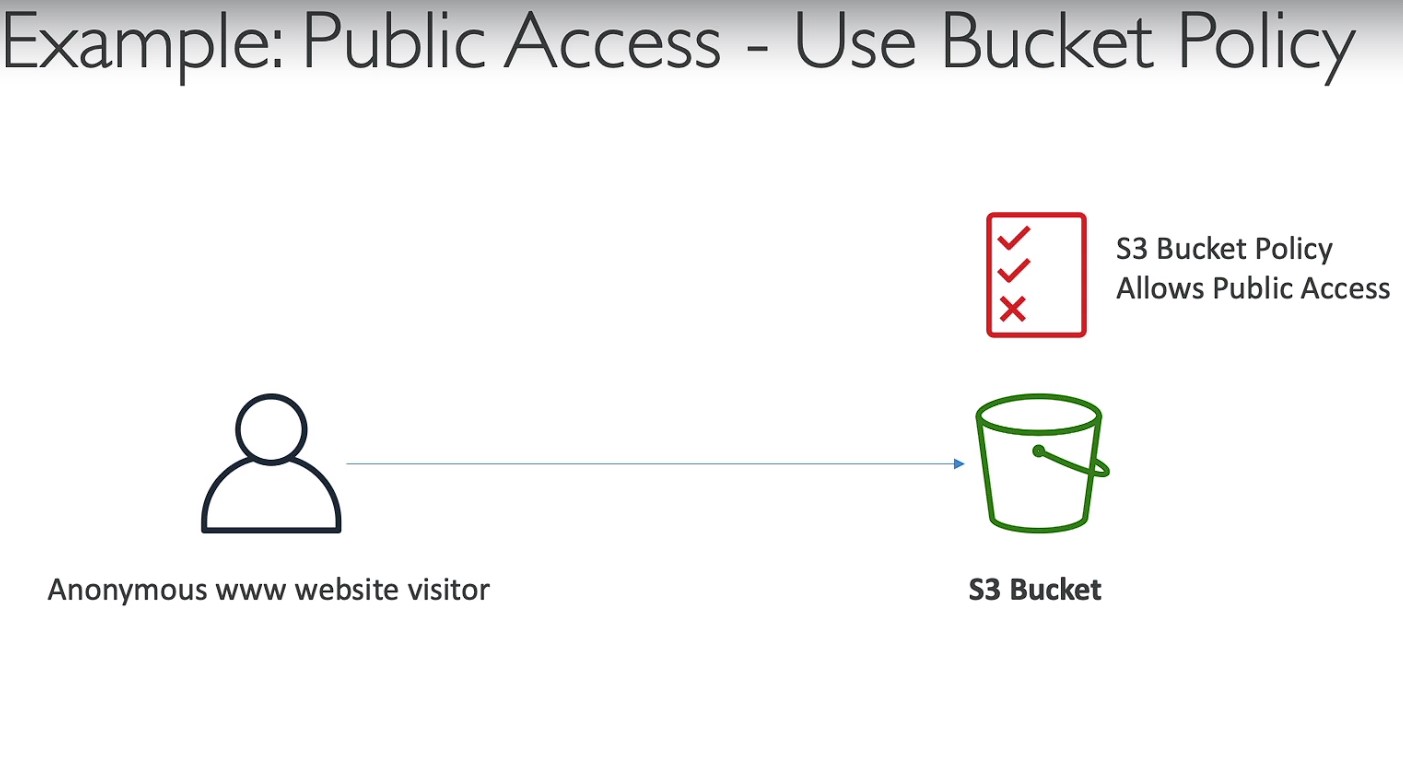 Example: Public Access - Use Bucket Policy
S3 Bucket Policy
Allows Public Access
Anonymous www website visitor
S3 Bucket